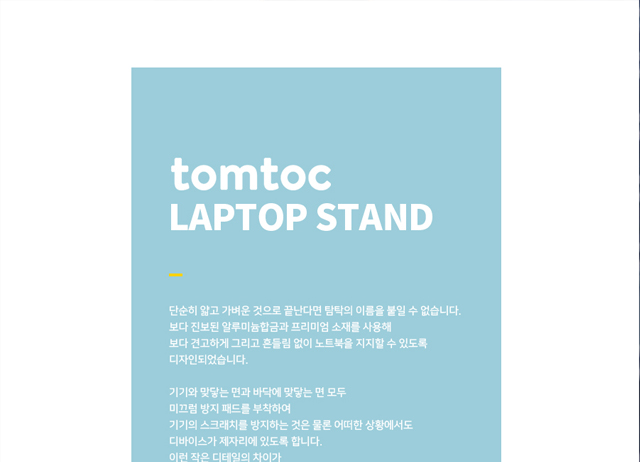 tomtoc
LAPTOP STAND
단순히 얇고 가벼운 것으로 끝난다면 탐탁의 이름을 붙일 수 없습니다.
보다 진보된 알루미늄합금과 프리미엄 소재를 사용해
보다 견고하게 그리고 흔들림 없이 노트북을 지지할 수 있도록
디자인되었습니다.
기기와 맞닿는 면과 바닥에 맞닿는 면 모두
미끄럼 방지 패드를 부착하여
기기의 스크래치를 방지하는 것은 물론 어떠한 상황에서도
디바이스가 제자리에 있도록 합니다.
이런 작은 디테일의 차이가